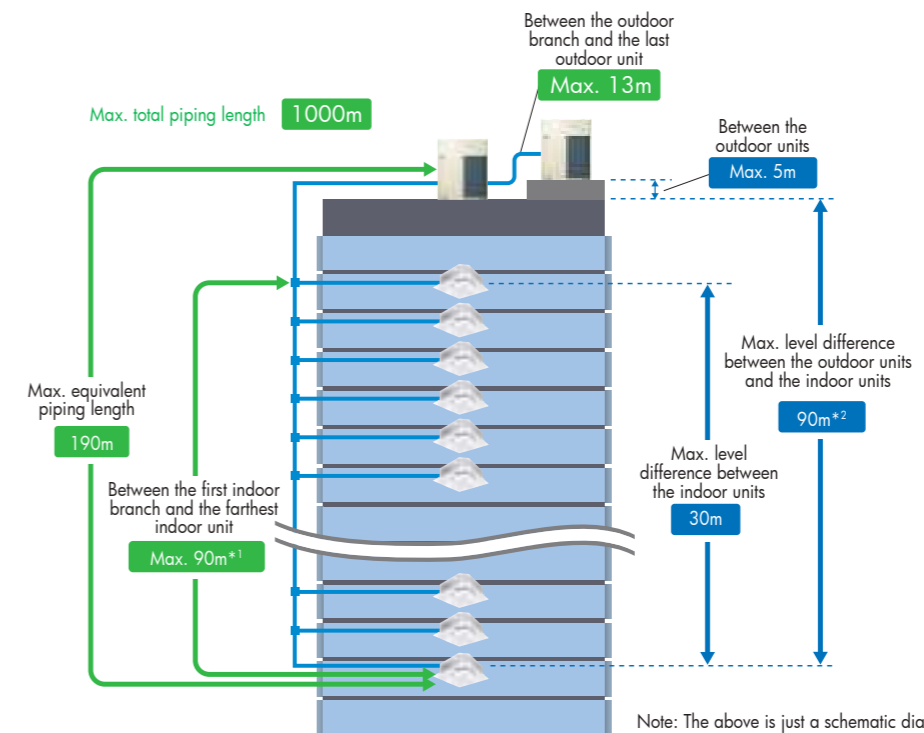 Between the outdoor
branch and the last
outdoor unit
Max. 13m
Max. total piping length 1000m
Between the
outdoor units
Max. 5m
Max. level difference
between the outdoor units
and the indoor units
90m*2
Max. equivalent
piping length
190m
Max. level
difference between
the indoor units
30m
Between the first indoor
branch and the farthest
indoor unit
Max. 90m*1
Note: The above is just a schematic dia